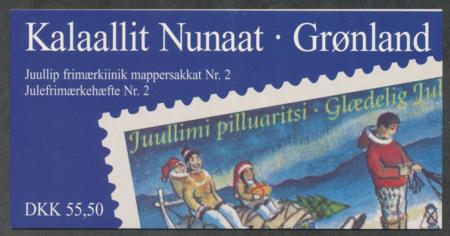 Kalaallit Nunaat · Grønland
Juullip frimærkiinik mappersakkat Nr. 2
Julefrimærkehæfte Nr. 2
Juullimi pilluaritsi · Glædelig Jul
DKK 55,50